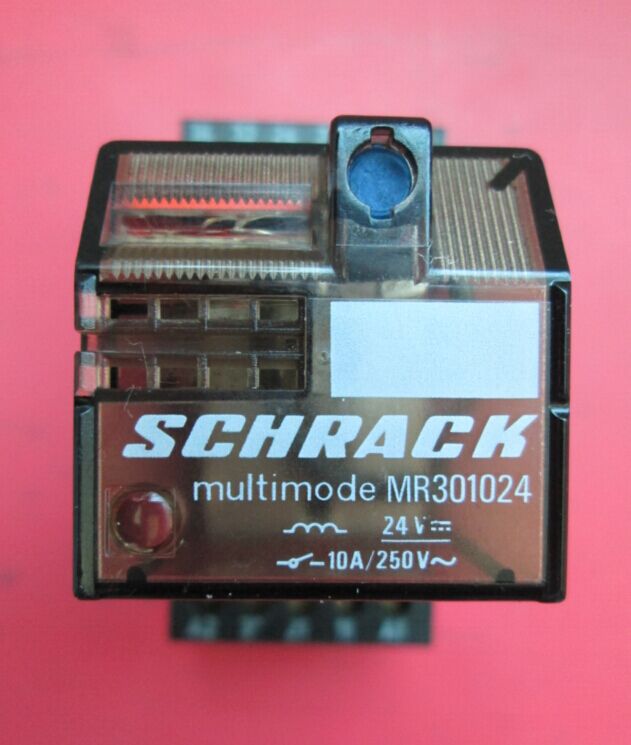 SCHRACK
multimode MR301024
24 V ⎓
10A/250V~